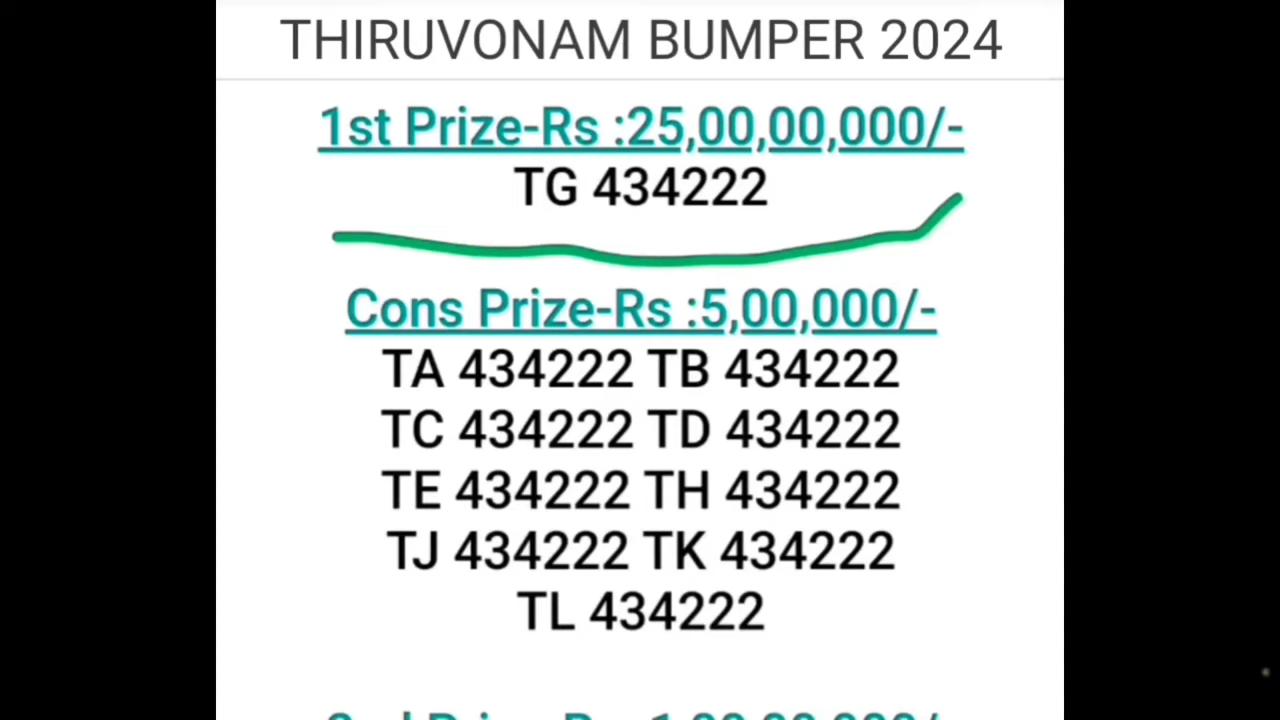 THIRUVONAM BUMPER 2024
1st Prize-Rs :25,00,00,000/-
TG 434222
Cons Prize-Rs :5,00,000/-
TA 434222 TB 434222
TC 434222 TD 434222
TE 434222 TH 434222
TJ 434222 TK 434222
TL 434222